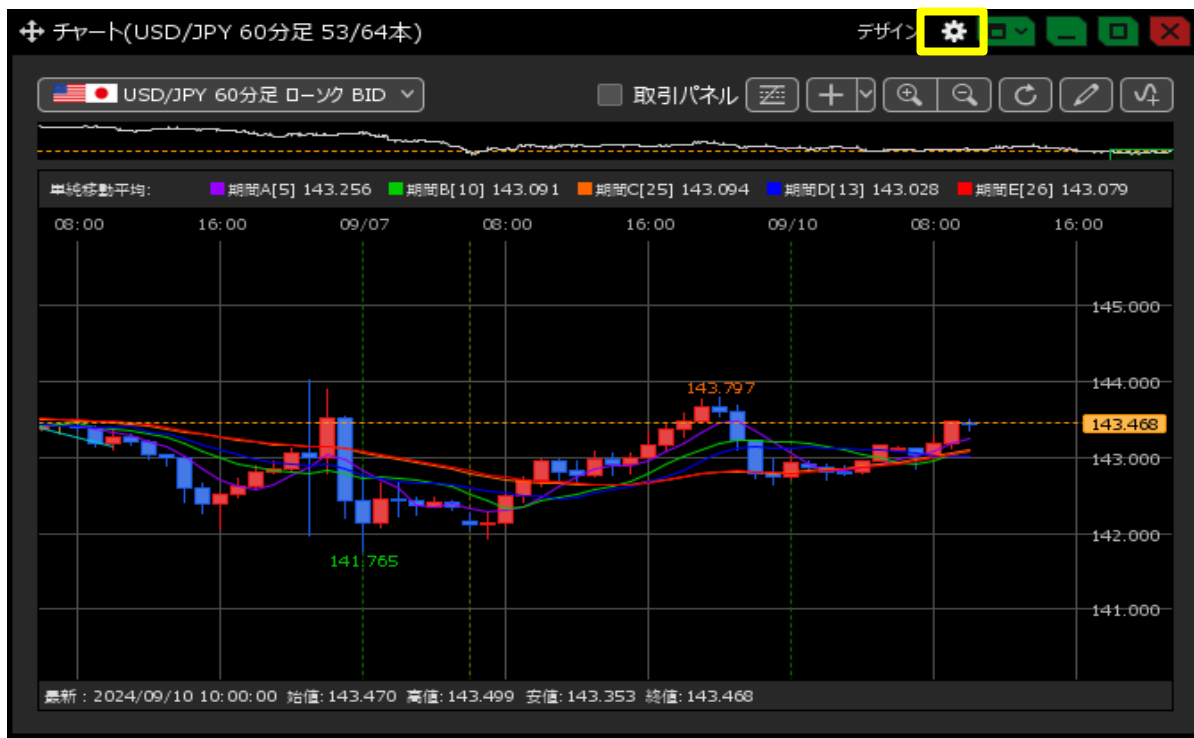 チャート(USD/JPY 60分足 53/64本)
デザイン
USD/JPY 60分足 ローソク BID
取引パネル
単純移動平均: 期間A[5] 143.256 期間B[10] 143.091 期間C[25] 143.094 期間D[13] 143.028 期間E[26] 143.079
08:00 16:00 09/07 08:00 16:00 09/10 08:00 16:00
145.000
144.000
143.797
143.468
143.000
142.000
141.765
141.000
最新 : 2024/09/10 10:00:00 始値:143.470 高値:143.499 安値:143.353 終値:143.468